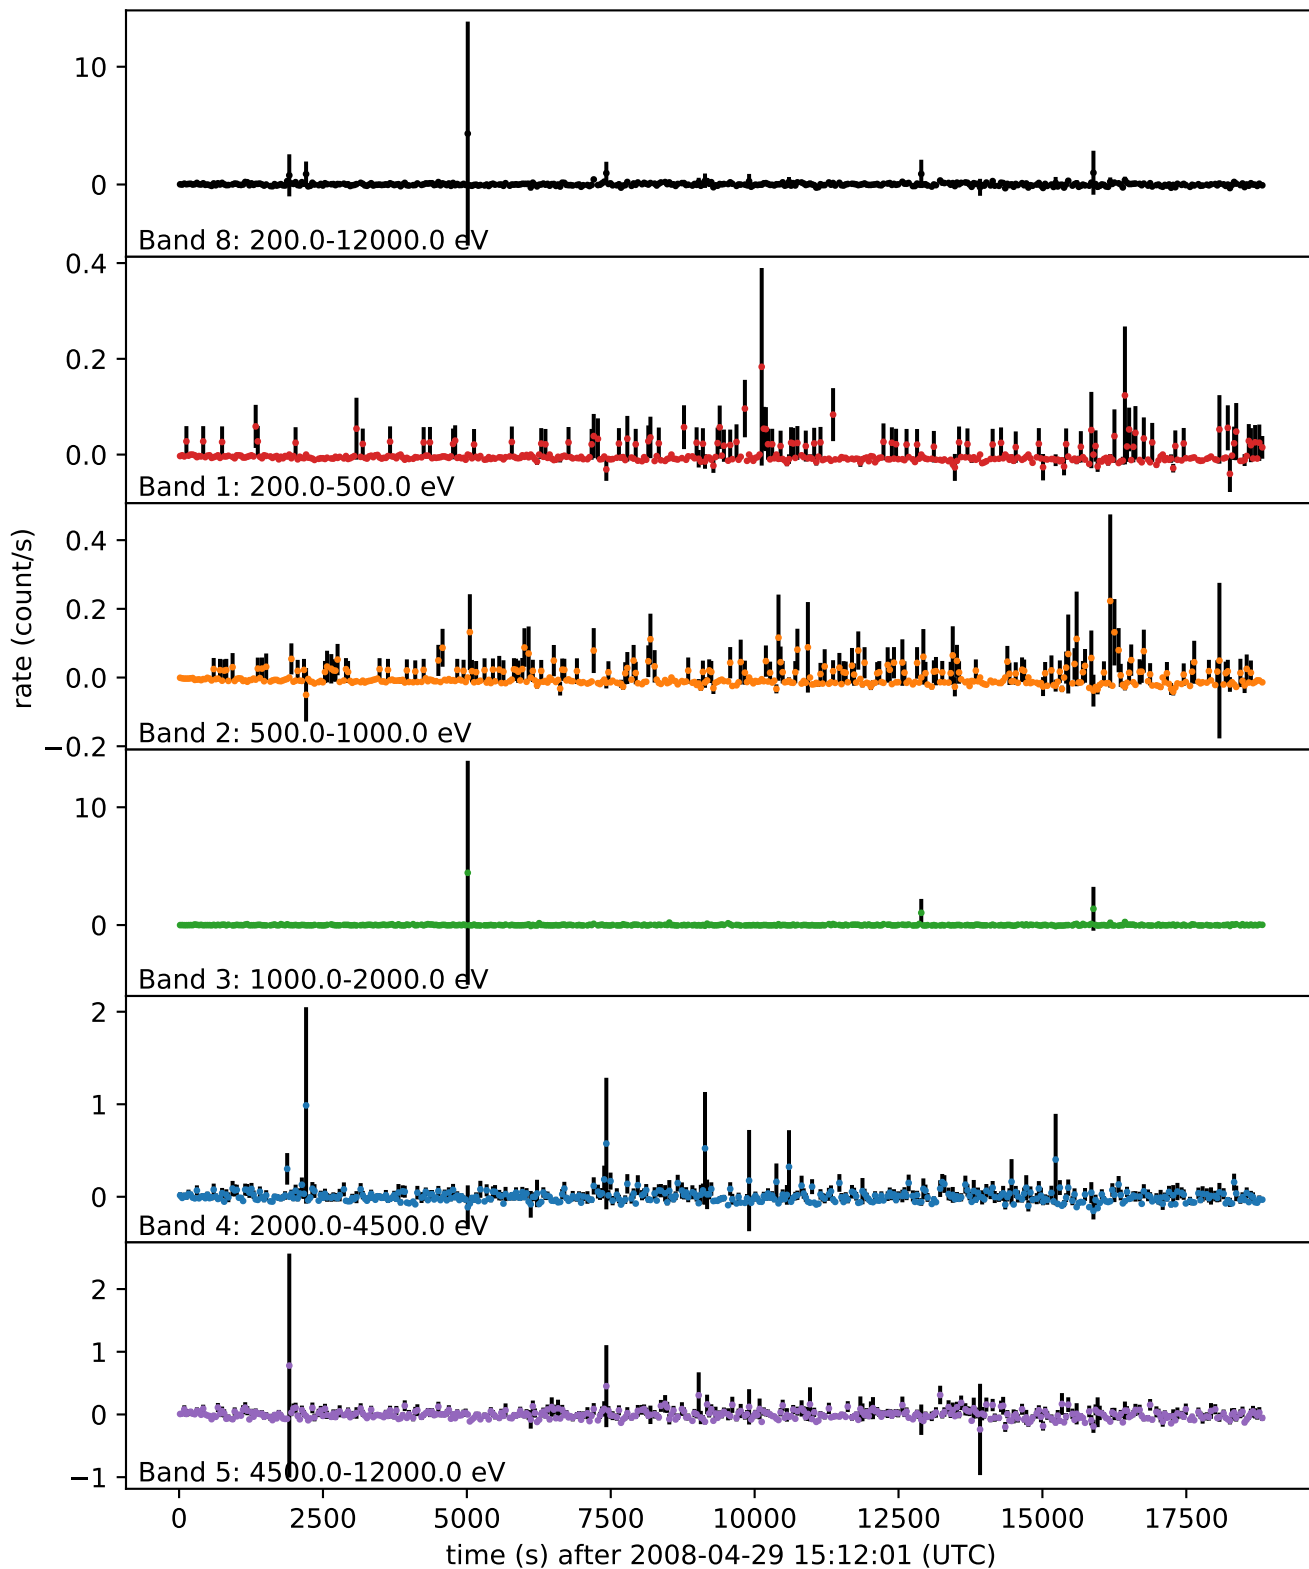 10
0
Band 8: 200.0-12000.0 eV
0.4
0.2
0.0
Band 1: 200.0-500.0 eV
rate (count/s)
0.4
0.2
0.0
−0.2
Band 2: 500.0-1000.0 eV
10
0
Band 3: 1000.0-2000.0 eV
2
1
0
Band 4: 2000.0-4500.0 eV
2
1
0
−1
Band 5: 4500.0-12000.0 eV
0 2500 5000 7500 10000 12500 15000 17500
time (s) after 2008-04-29 15:12:01 (UTC)